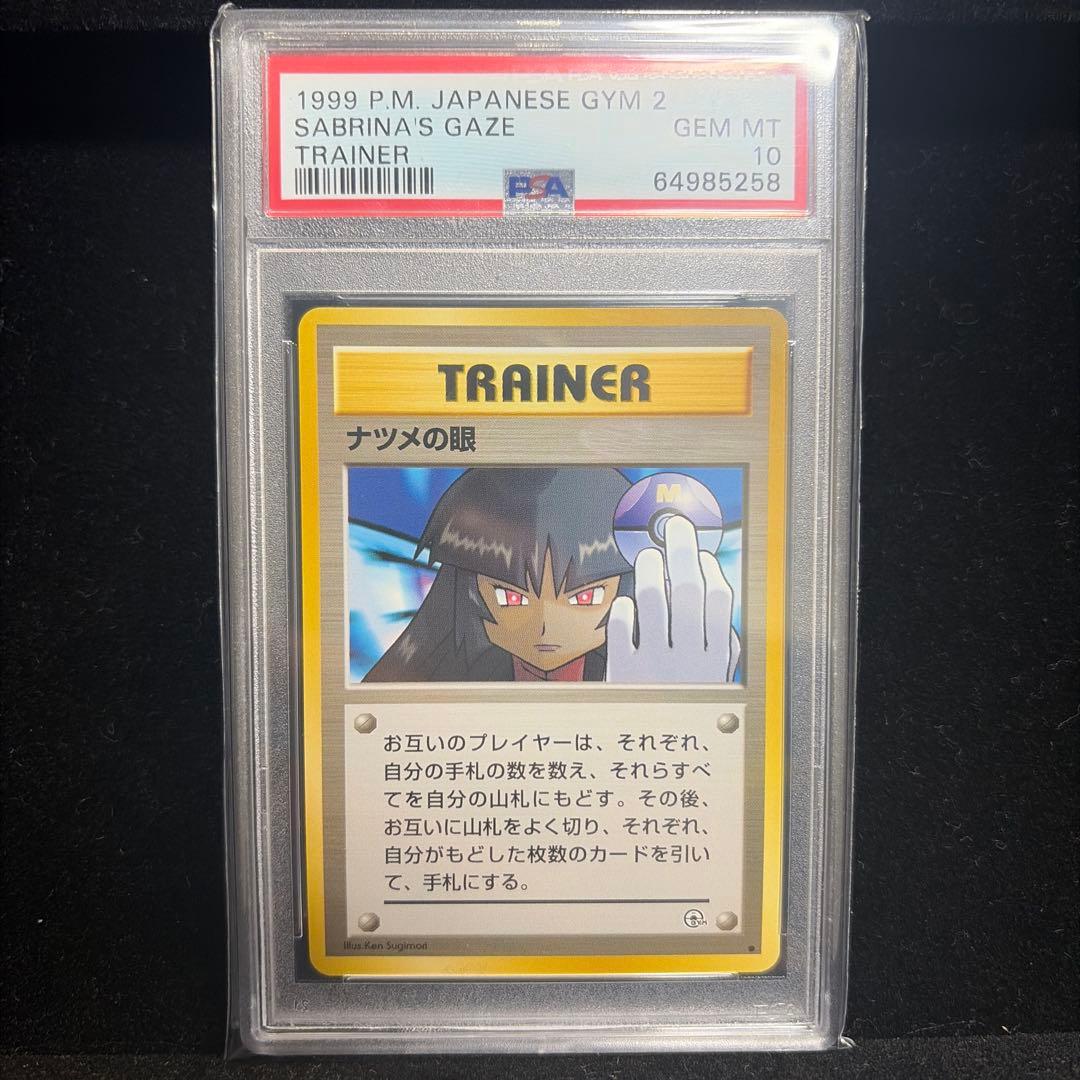 1999 P.M. JAPANESE GYM 2
SABRINA'S GAZE GEM MT
TRAINER 10
PSA 64985258
TRAINER
ナツメの眼
M
お互いのプレイヤーは、それぞれ、
自分の手札の数を数え、それらすべ
てを自分の山札にもどす。その後、
お互いに山札をよく切り、それぞれ、
自分がもどした枚数のカードを引い
て、手札にする。
GYM
Illus. Ken Sugimori